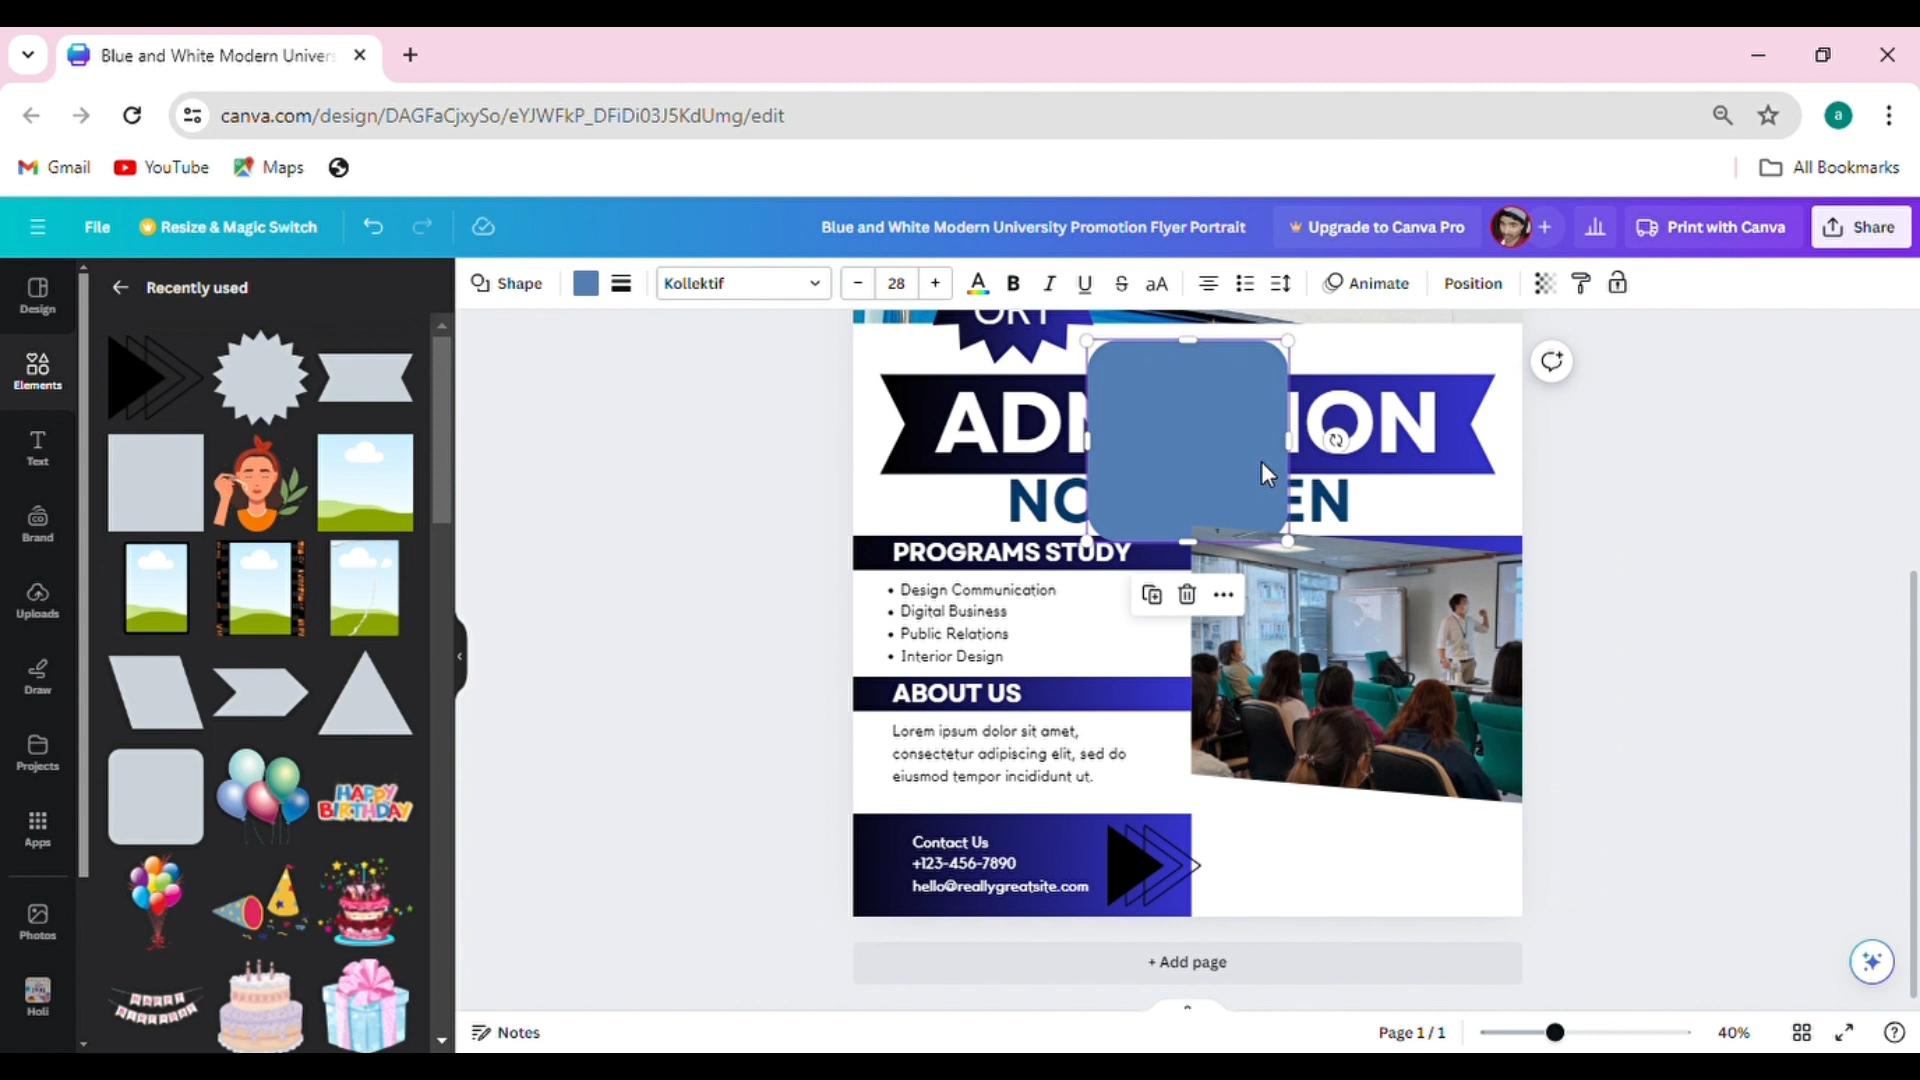 Blue and White Modern Univers
canva.com/design/DAGFaCjxySo/eYJWFkP_DFiDi03J5KdUmg/edit
a
Gmail
YouTube
Maps
All Bookmarks
File
Resize & Magic Switch
Blue and White Modern University Promotion Flyer Portrait
Upgrade to Canva Pro
Print with Canva
Share
Design
Elements
Text
Brand
Uploads
Draw
Projects
Apps
Photos
Holi
Recently used
HAPPY
BIRTHDAY
Shape
Kollektif
28
B
I
U
S
aA
Animate
Position
ORT
ADM ION
NO EN
PROGRAMS STUDY
• Design Communication
• Digital Business
• Public Relations
• Interior Design
ABOUT US
Lorem ipsum dolor sit amet,
consectetur adipiscing elit, sed do
eiusmod tempor incididunt ut.
Contact Us
+123-456-7890
hello@reallygreatsite.com
+ Add page
Notes
Page 1 / 1
40%